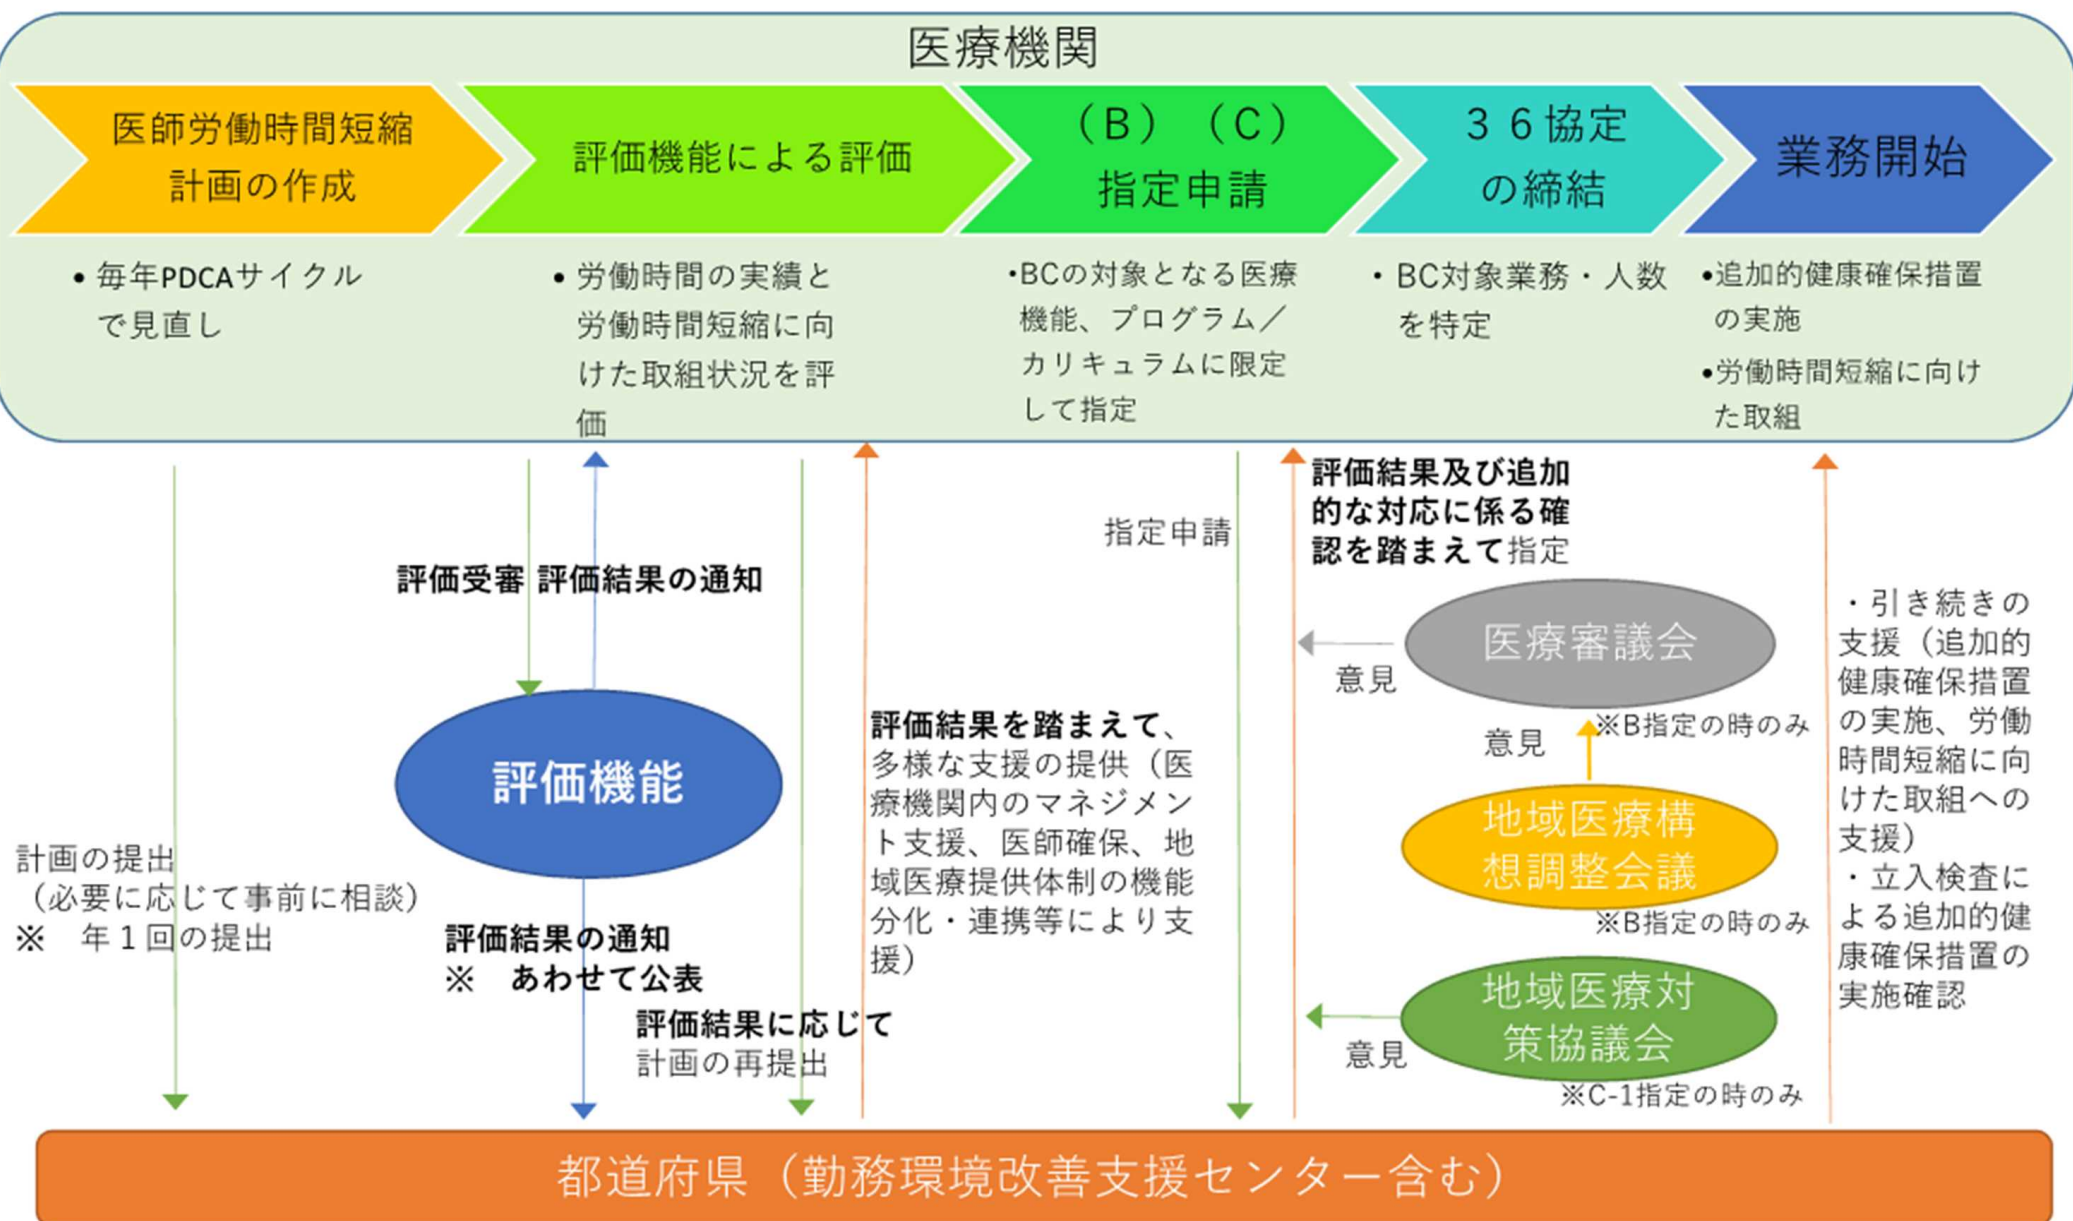 医療機関
医師労働時間短縮
計画の作成
評価機能による評価
（B）（C）
指定申請
３６協定
の締結
業務開始
• 毎年PDCAサイクル
で見直し
• 労働時間の実績と
労働時間短縮に向
けた取組状況を評
価
・BCの対象となる医療
機能、プログラム／
カリキュラムに限定
して指定
・BC対象業務・人数
を特定
•追加的健康確保措置
の実施
•労働時間短縮に向け
た取組
評価受審
評価結果の通知
指定申請
評価結果及び追加
的な対応に係る確
認を踏まえて指定
医療審議会
意見
※B指定の時のみ
意見
地域医療構
想調整会議
※B指定の時のみ
地域医療対
策協議会
意見
※C-1指定の時のみ
評価機能
評価結果を踏まえて、
多様な支援の提供（医
療機関内のマネジメン
ト支援、医師確保、地
域医療提供体制の機能
分化・連携等により支
援）
・引き続きの
支援（追加的
健康確保措置
の実施、労働
時間短縮に向
けた取組への
支援）
・立入検査に
よる追加的健
康確保措置の
実施確認
計画の提出
（必要に応じて事前に相談）
※　年１回の提出
評価結果の通知
※　あわせて公表
評価結果に応じて
計画の再提出
都道府県（勤務環境改善支援センター含む）